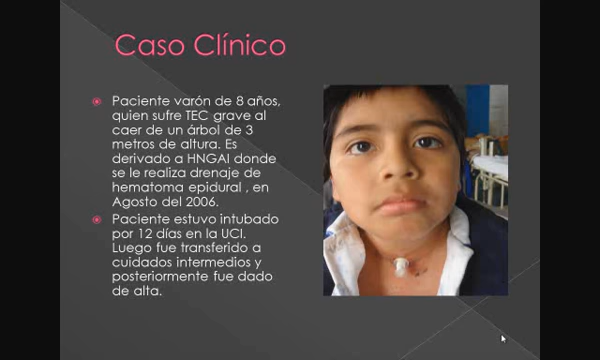 Caso Clínico
Paciente varón de 8 años,
quien sufre TEC grave al
caer de un árbol de 3
metros de altura. Es
derivado a HNGAI donde
se le realiza drenaje de
hematoma epidural , en
Agosto del 2006.
Paciente estuvo intubado
por 12 días en la UCI.
Luego fue transferido a
cuidados intermedios y
posteriormente fue dado
de alta.